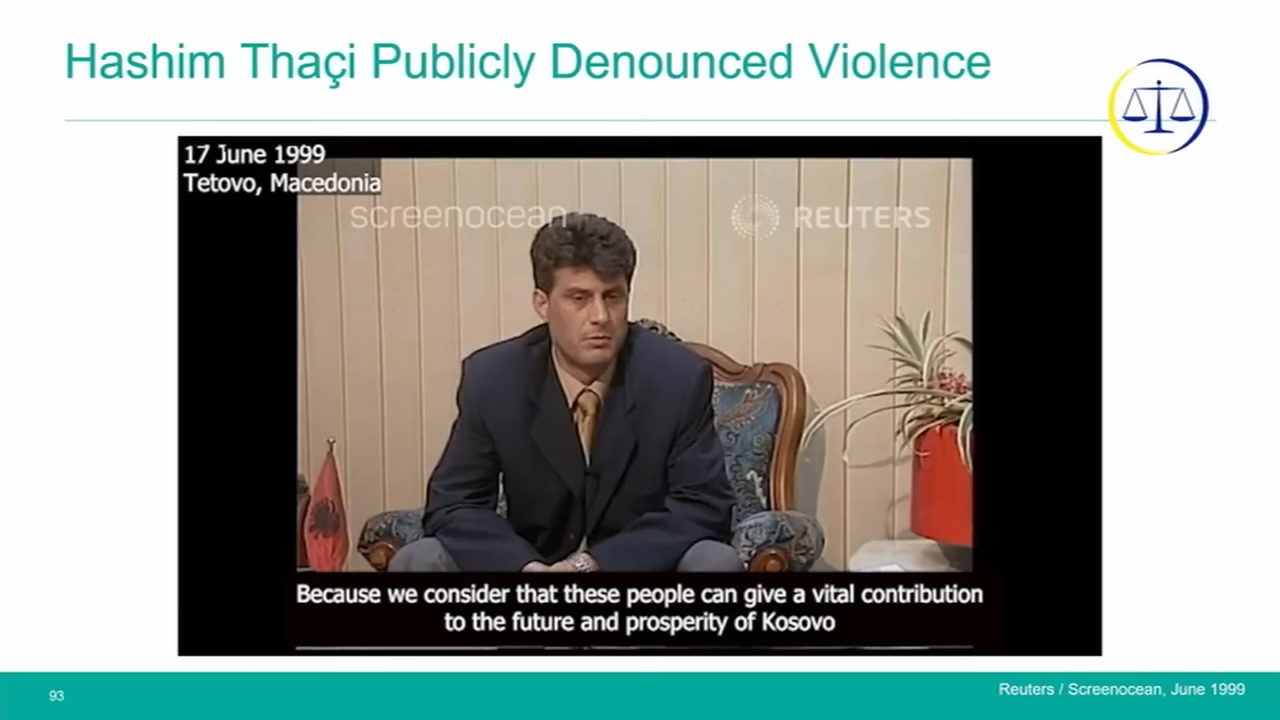 Hashim Thaçi Publicly Denounced Violence
17 June 1999
Tetovo, Macedonia
screenocean
REUTERS
Because we consider that these people can give a vital contribution
to the future and prosperity of Kosovo
93
Reuters / Screenocean, June 1999